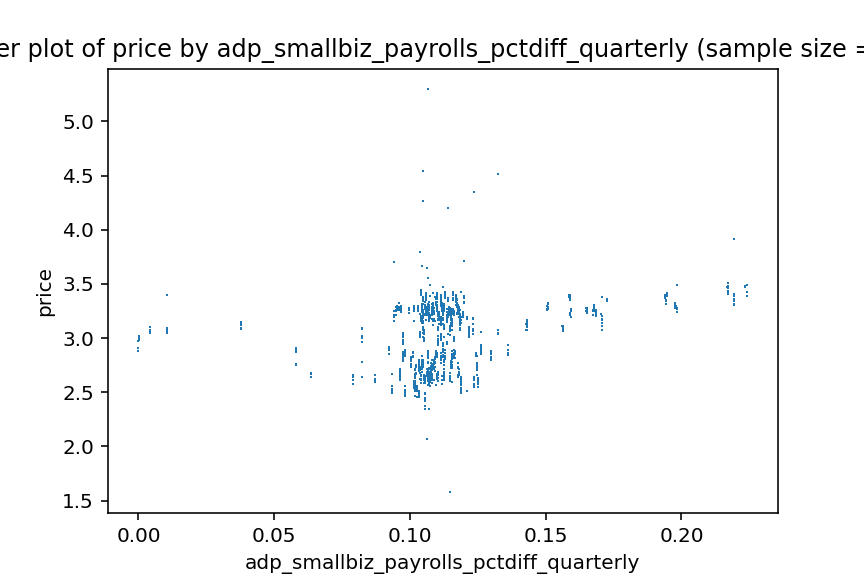 plot of price by adp_smallbiz_payrolls_pctdiff_quarterly (sample size =
5.0
4.5
4.0
3.5
3.0
2.5
2.0
1.5
price
0.00 0.05 0.10 0.15 0.20
adp_smallbiz_payrolls_pctdiff_quarterly